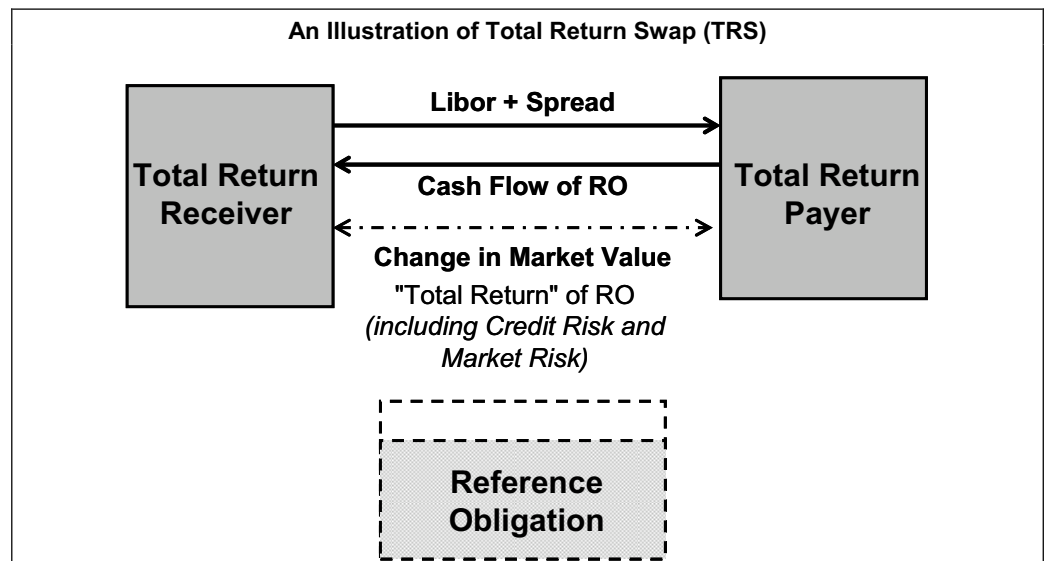 An Illustration of Total Return Swap (TRS)
Libor + Spread
Total Return
Receiver
Cash Flow of RO
Total Return
Payer
Change in Market Value
"Total Return" of RO
(including Credit Risk and
Market Risk)
Reference
Obligation